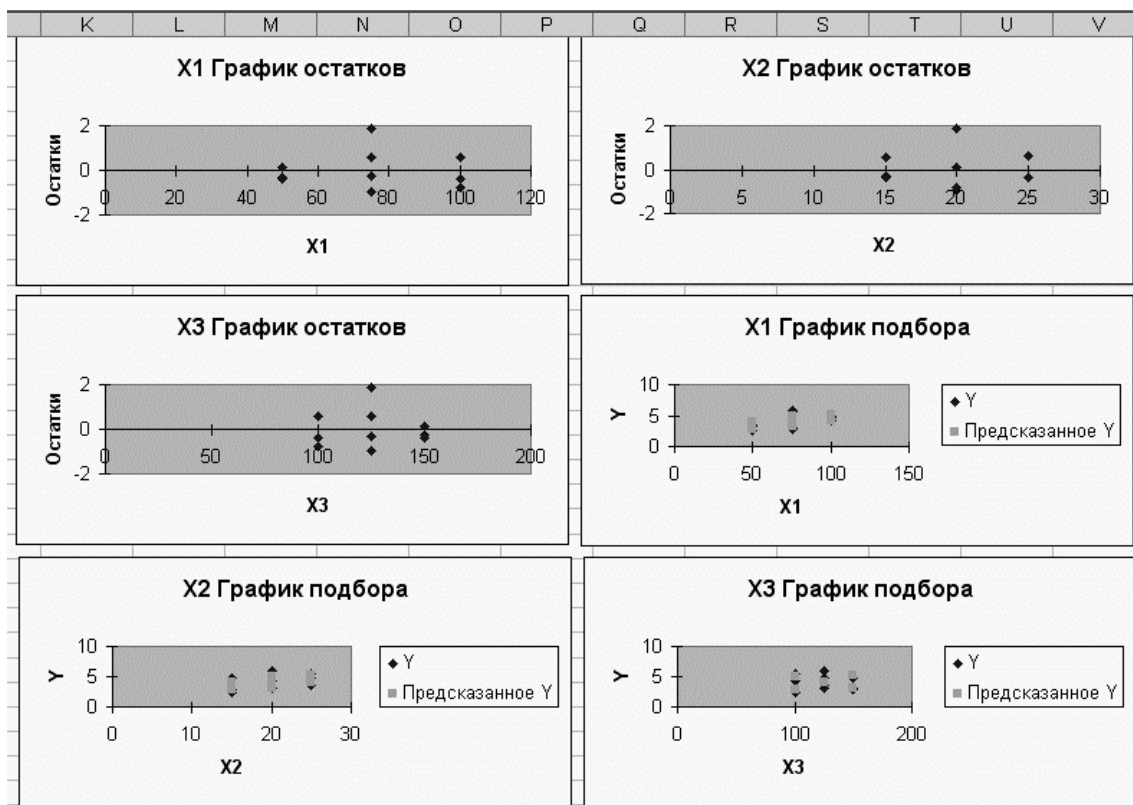 K L M N O P Q R S T U V
X1 График остатков
Остатки
2
0
-2
0 20 40 60 80 100 120
X1
X2 График остатков
Остатки
2
0
-2
0 5 10 15 20 25 30
X2
X3 График остатков
Остатки
2
0
-2
0 50 100 150 200
X3
X1 График подбора
Y
10
5
0
0 50 100 150
X1
Y
Предсказанное Y
X2 График подбора
Y
10
5
0
0 10 20 30
X2
Y
Предсказанное Y
X3 График подбора
Y
10
5
0
0 100 200
X3
Y
Предсказанное Y